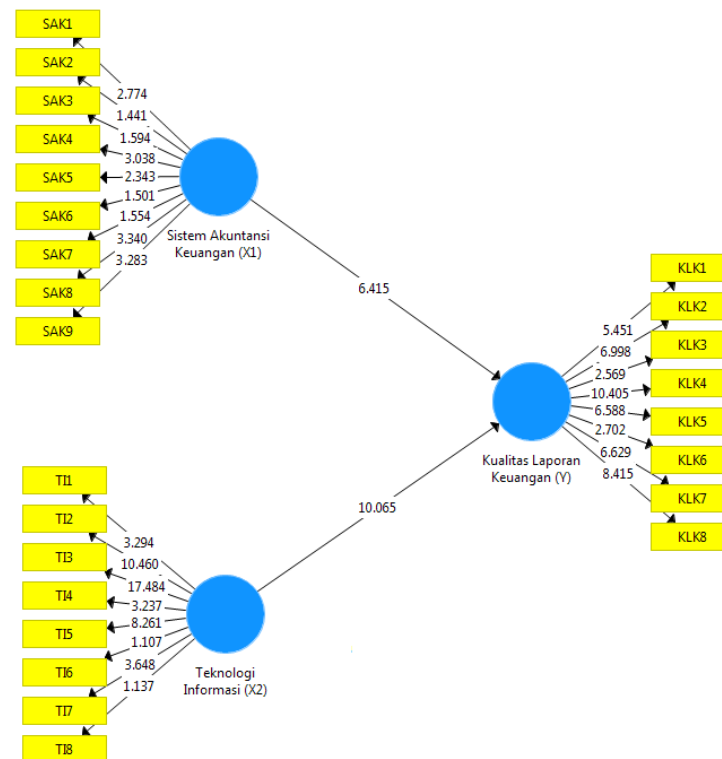 SAK1
SAK2
SAK3
SAK4
SAK5
SAK6
SAK7
SAK8
SAK9
2.774
1.441
1.594
3.038
2.343
1.501
1.554
3.340
3.283
Sistem Akuntansi
Keuangan (X1)
6.415
TI1
TI2
TI3
TI4
TI5
TI6
TI7
TI8
3.294
10.460
17.484
3.237
8.261
1.107
3.648
1.137
Teknologi
Informasi (X2)
10.065
Kualitas Laporan
Keuangan (Y)
5.451
6.998
2.569
10.405
6.588
2.702
6.629
8.415
KLK1
KLK2
KLK3
KLK4
KLK5
KLK6
KLK7
KLK8